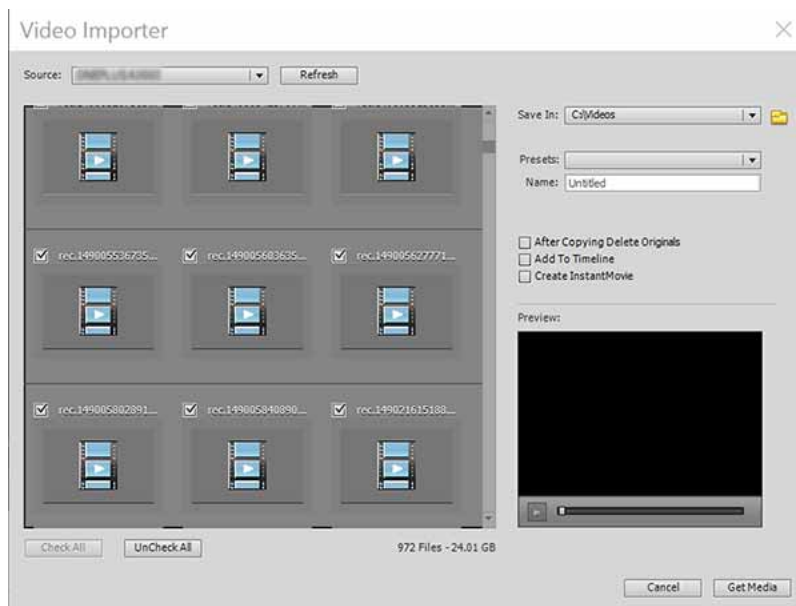 Video Importer
Source:
Refresh
Save In: C:\Videos
Presets:
Name: Untitled
rec.149005536735... rec.149005603635... rec.149005627771...
After Copying Delete Originals
Add To Timeline
Create InstantMovie
Preview:
rec.149005802891... rec.149005840890... rec.149021615188...
Check All
UnCheck All
972 Files - 24.01 GB
Cancel
Get Media